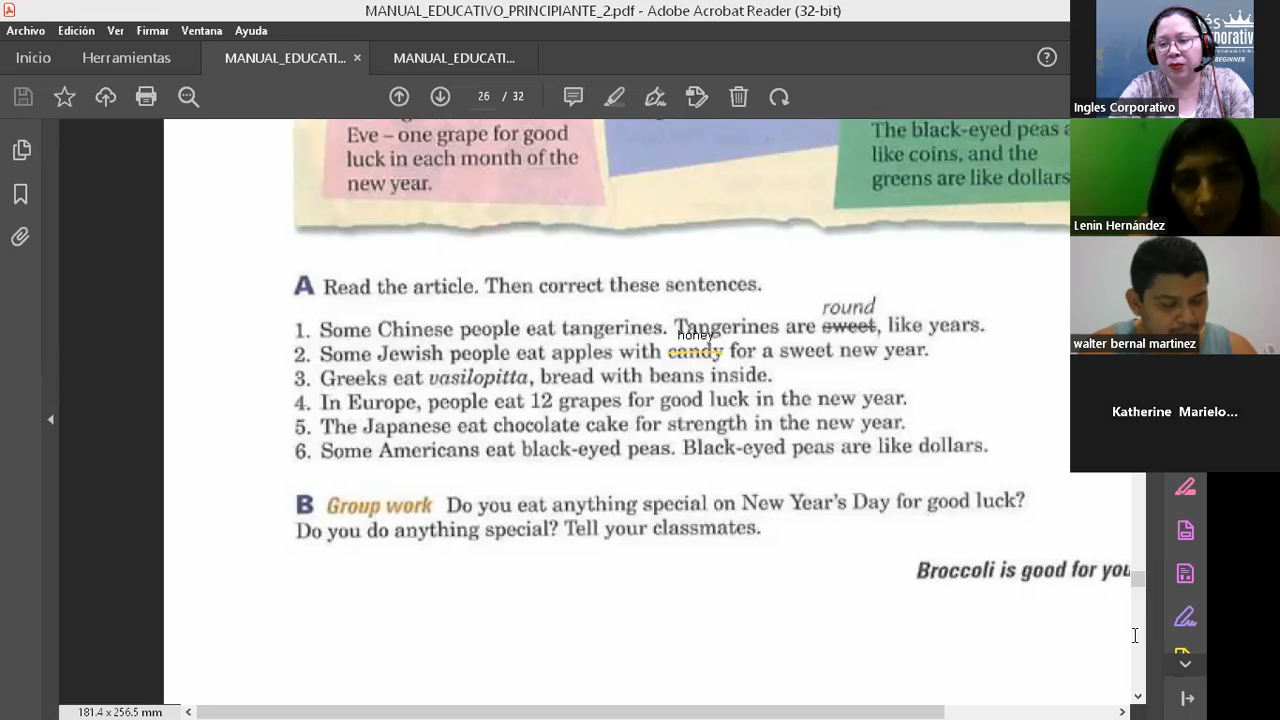 MANUAL_EDUCATIVO_PRINCIPIANTE_2.pdf - Adobe Acrobat Reader (32-bit)
Archivo Edición Ver Firmar Ventana Ayuda
Inicio Herramientas MANUAL_EDUCATI... × MANUAL_EDUCATI...
26 / 32
Eve – one grape for good
luck in each month of the
new year.
The black-eyed peas
like coins, and the
greens are like dollars
A Read the article. Then correct these sentences.
round
1. Some Chinese people eat tangerines. Tangerines are sweet, like years.
honey
2. Some Jewish people eat apples with candy for a sweet new year.
3. Greeks eat vasilopitta, bread with beans inside.
4. In Europe, people eat 12 grapes for good luck in the new year.
5. The Japanese eat chocolate cake for strength in the new year.
6. Some Americans eat black-eyed peas. Black-eyed peas are like dollars.
B Group work Do you eat anything special on New Year's Day for good luck?
Do you do anything special? Tell your classmates.
Broccoli is good for you
181.4 x 256.5 mm
BEGINNER
Ingles Corporativo
Lenin Hernández
walter bernal martinez
Katherine Marielo...